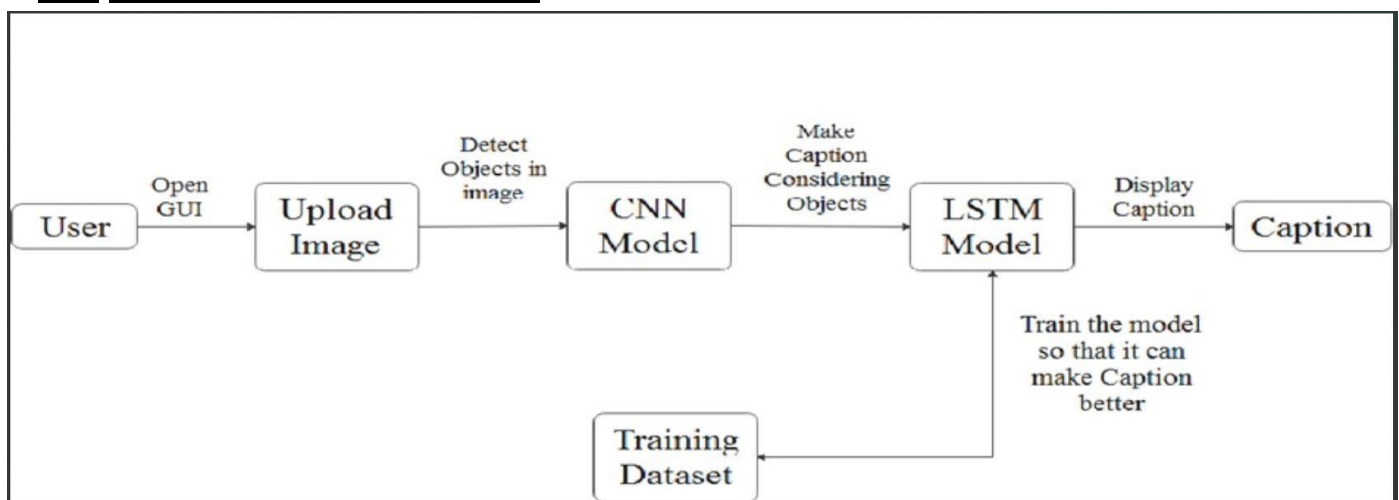 User
Open
GUI
Upload
Image
Detect
Objects in
image
CNN
Model
Make
Caption
Considering
Objects
LSTM
Model
Display
Caption
Caption
Train the model
so that it can
make Caption
better
Training
Dataset